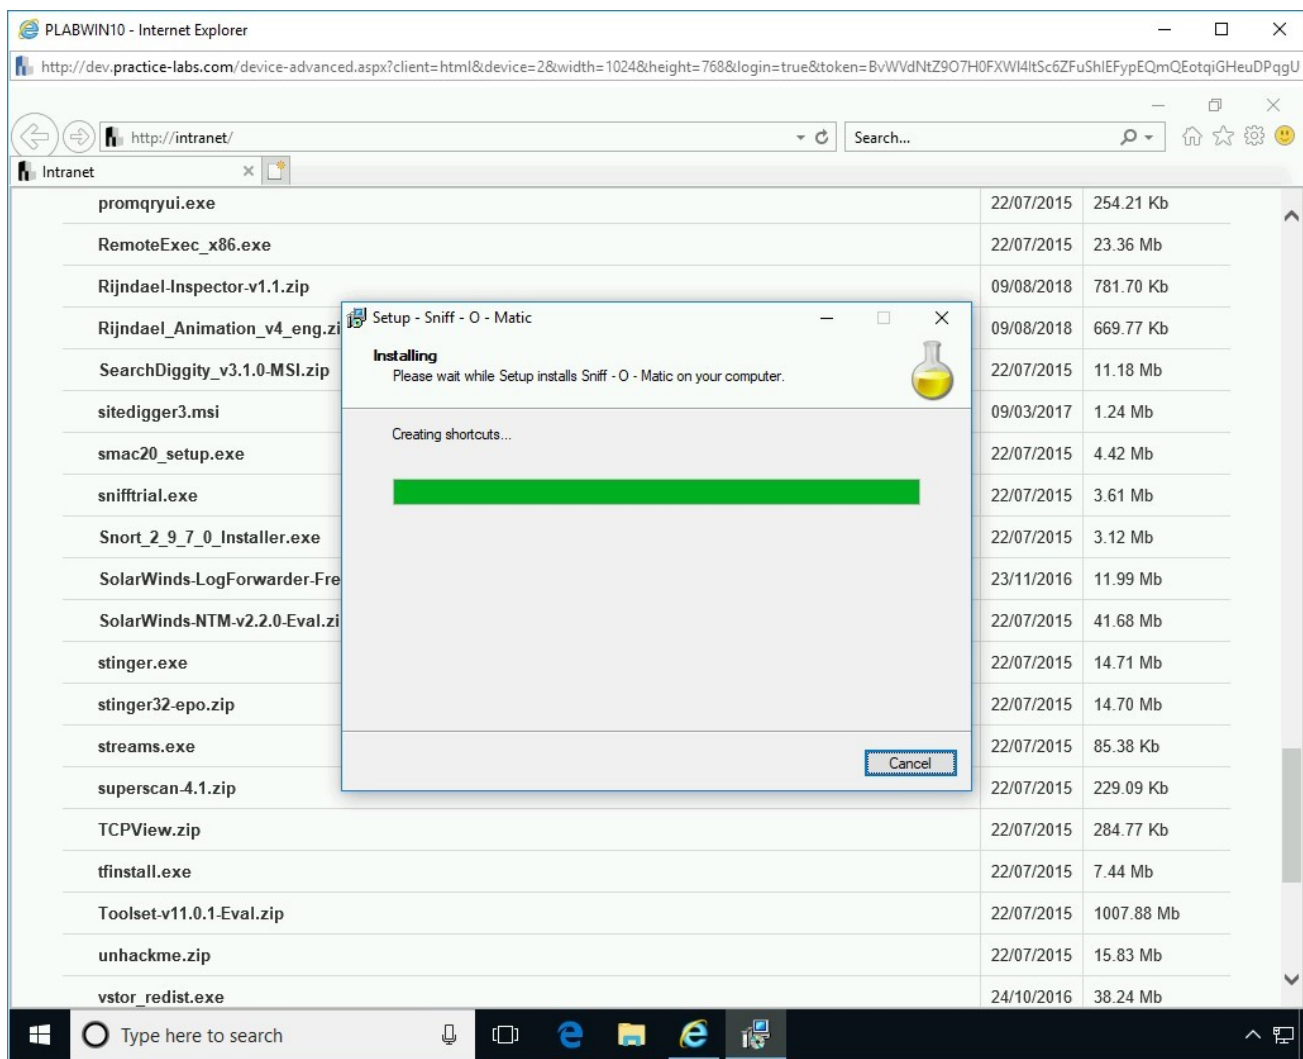 PLABWIN10 - Internet Explorer
http://dev.practice-labs.com/device-advanced.aspx?client=html&device=2&width=1024&height=768&login=true&token=BvWVdNtZ9O7H0FXWI4ltSc6ZFuShlEFypEQmQEotqiGHeuDPqgU
http://intranet/
Search...
Intranet
promqryui.exe 22/07/2015 254.21 Kb
RemoteExec_x86.exe 22/07/2015 23.36 Mb
Rijndael-Inspector-v1.1.zip 09/08/2018 781.70 Kb
Rijndael_Animation_v4_eng.zi 09/08/2018 669.77 Kb
SearchDiggity_v3.1.0-MSI.zip 22/07/2015 11.18 Mb
sitedigger3.msi 09/03/2017 1.24 Mb
smac20_setup.exe 22/07/2015 4.42 Mb
snifftrial.exe 22/07/2015 3.61 Mb
Snort_2_9_7_0_Installer.exe 22/07/2015 3.12 Mb
SolarWinds-LogForwarder-Fre 23/11/2016 11.99 Mb
SolarWinds-NTM-v2.2.0-Eval.zi 22/07/2015 41.68 Mb
stinger.exe 22/07/2015 14.71 Mb
stinger32-epo.zip 22/07/2015 14.70 Mb
streams.exe 22/07/2015 85.38 Kb
superscan-4.1.zip 22/07/2015 229.09 Kb
TCPView.zip 22/07/2015 284.77 Kb
tfinstall.exe 22/07/2015 7.44 Mb
Toolset-v11.0.1-Eval.zip 22/07/2015 1007.88 Mb
unhackme.zip 22/07/2015 15.83 Mb
vstor_redist.exe 24/10/2016 38.24 Mb
Setup - Sniff - O - Matic
Installing
Please wait while Setup installs Sniff - O - Matic on your computer.
Creating shortcuts...
Cancel
Type here to search